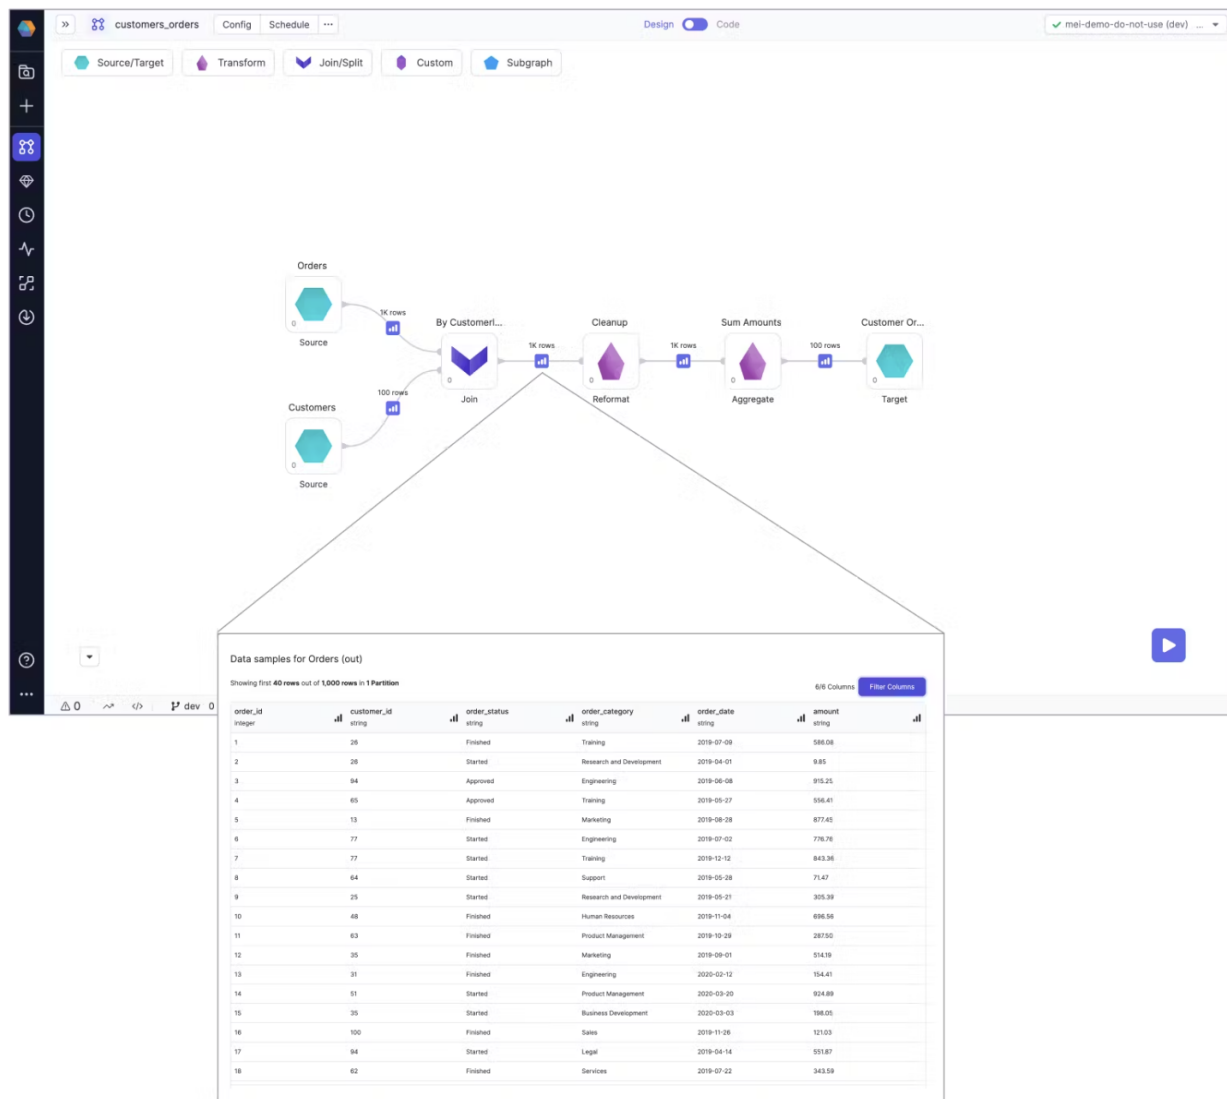 customers_orders Config Schedule ... Design Code mei-demo-do-not-use (dev) ...
Source/Target Transform Join/Split Custom Subgraph
Orders
0
Source
1K rows
Customers
0
Source
100 rows
By CustomerI...
0
Join
1K rows
Cleanup
0
Reformat
1K rows
Sum Amounts
0
Aggregate
100 rows
Customer Or...
0
Target
0 </> dev 0
Data samples for Orders (out)
Showing first 40 rows out of 1,000 rows in 1 Partition
6/6 Columns Filter Columns
order_id customer_id order_status order_category order_date amount
integer string string string string string
1 26 Finished Training 2019-07-09 586.08
2 28 Started Research and Development 2019-04-01 9.85
3 94 Approved Engineering 2019-06-08 915.25
4 65 Approved Training 2019-05-27 556.41
5 13 Finished Marketing 2019-08-28 877.45
6 77 Started Engineering 2019-07-02 776.76
7 77 Started Training 2019-12-12 843.36
8 64 Started Support 2019-05-28 71.47
9 25 Started Research and Development 2019-05-21 305.39
10 48 Finished Human Resources 2019-11-04 696.56
11 63 Finished Product Management 2019-10-29 287.50
12 35 Finished Marketing 2019-09-01 514.19
13 31 Finished Engineering 2020-02-12 154.41
14 51 Started Product Management 2020-03-20 924.89
15 35 Started Business Development 2020-03-03 198.05
16 100 Finished Sales 2019-11-26 121.03
17 94 Started Legal 2019-04-14 551.87
18 62 Finished Services 2019-07-22 343.59